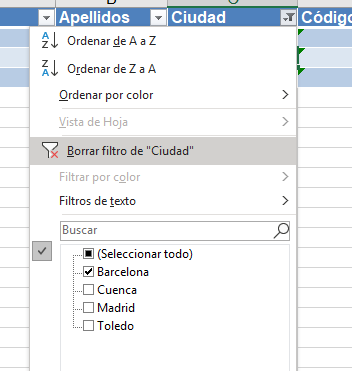 Apellidos Ciudad Código
Ordenar de A a Z
Ordenar de Z a A
Ordenar por color
Vista de Hoja
Borrar filtro de "Ciudad"
Filtrar por color
Filtros de texto
Buscar
(Seleccionar todo)
Barcelona
Cuenca
Madrid
Toledo